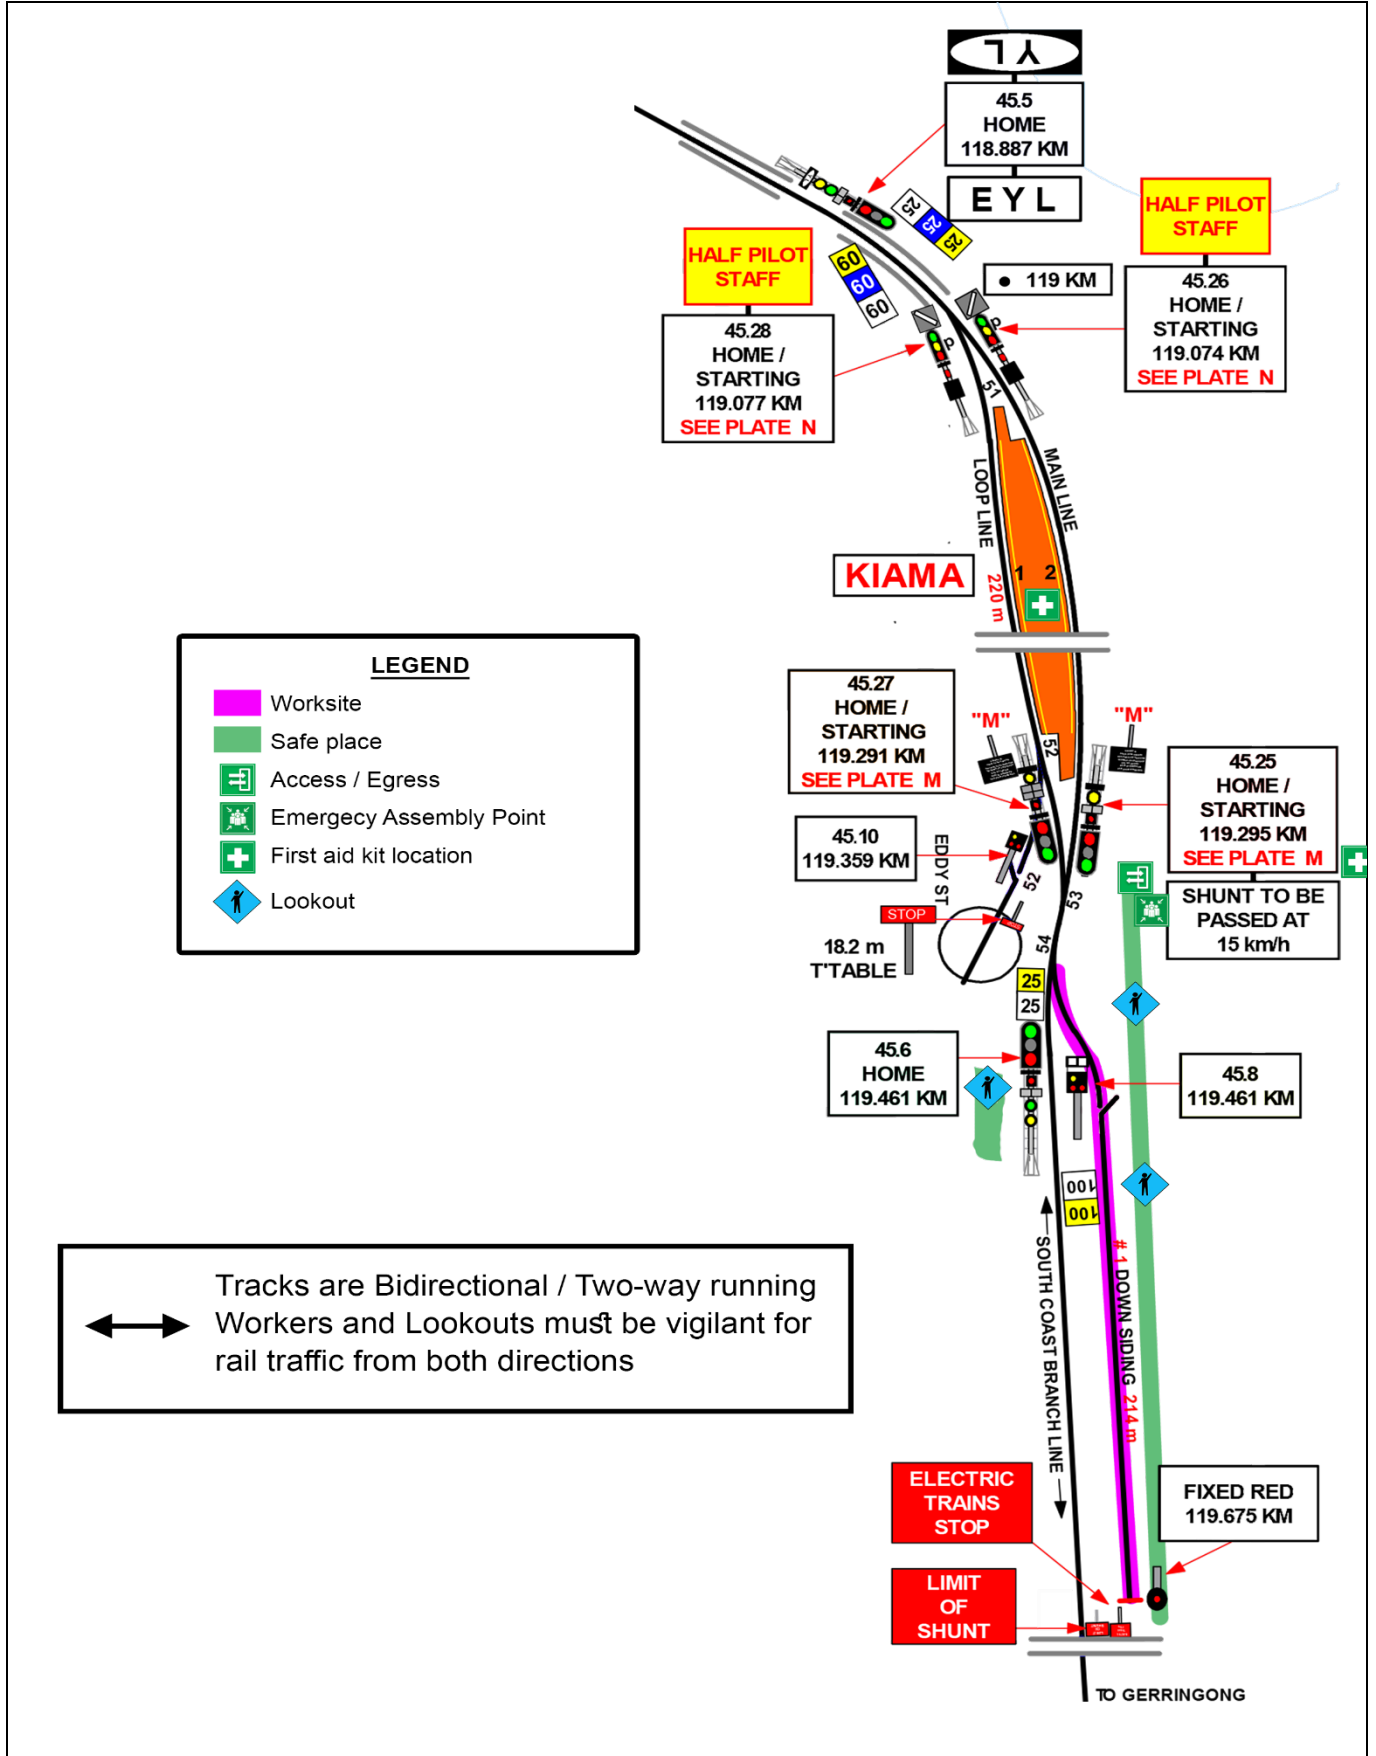 YL
45.5
HOME
118.887 KM
EYL
25
25
25
HALF PILOT
STAFF
45.26
HOME /
STARTING
119.074 KM
SEE PLATE N
119 KM
HALF PILOT
STAFF
45.28
HOME /
STARTING
119.077 KM
SEE PLATE N
60
60
60
P
P
51
LOOP LINE
220 m
MAIN LINE
1 2
KIAMA
LEGEND
Worksite
Safe place
Access / Egress
Emergecy Assembly Point
First aid kit location
Lookout
45.27
HOME /
STARTING
119.291 KM
SEE PLATE M
"M"
52
"M"
45.25
HOME /
STARTING
119.295 KM
SEE PLATE M
SHUNT TO BE
PASSED AT
15 km/h
45.10
119.359 KM
EDDY ST
52
53
STOP
18.2 m
T'TABLE
54
25
25
45.6
HOME
119.461 KM
45.8
119.461 KM
100
100
SOUTH COAST BRANCH LINE
# 1 DOWN SIDING 214 m
Tracks are Bidirectional / Two-way running
Workers and Lookouts must be vigilant for
rail traffic from both directions
ELECTRIC
TRAINS
STOP
FIXED RED
119.675 KM
LIMIT
OF
SHUNT
TO GERRINGONG